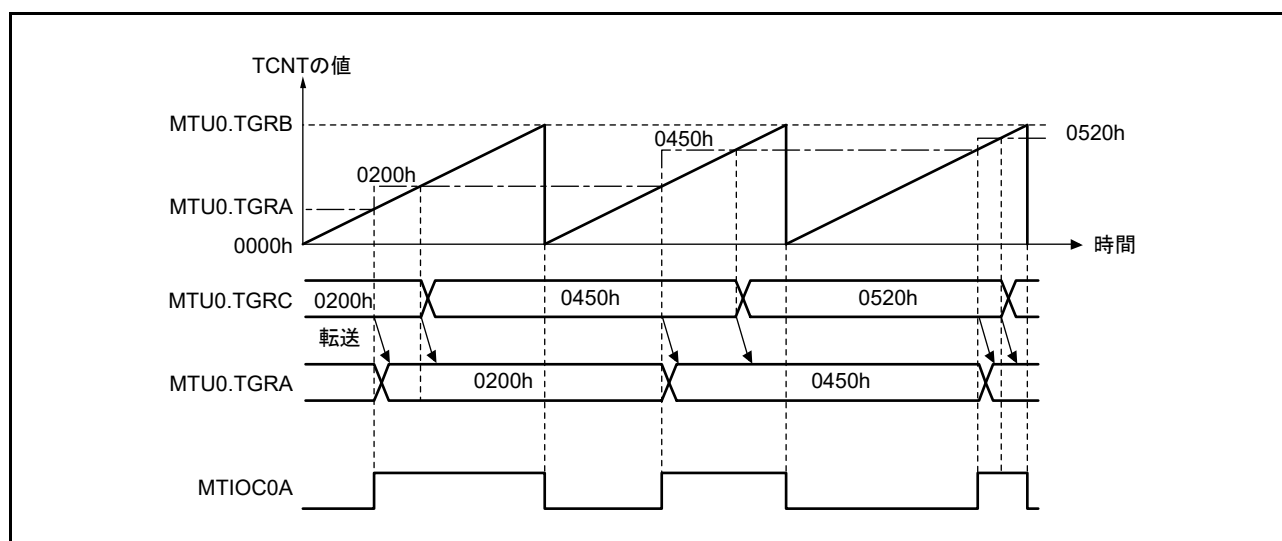 TCNTの値
MTU0.TGRB
0450h
0520h
0200h
MTU0.TGRA
0000h
時間
MTU0.TGRC
0200h
0450h
0520h
転送
MTU0.TGRA
0200h
0450h
MTIOC0A